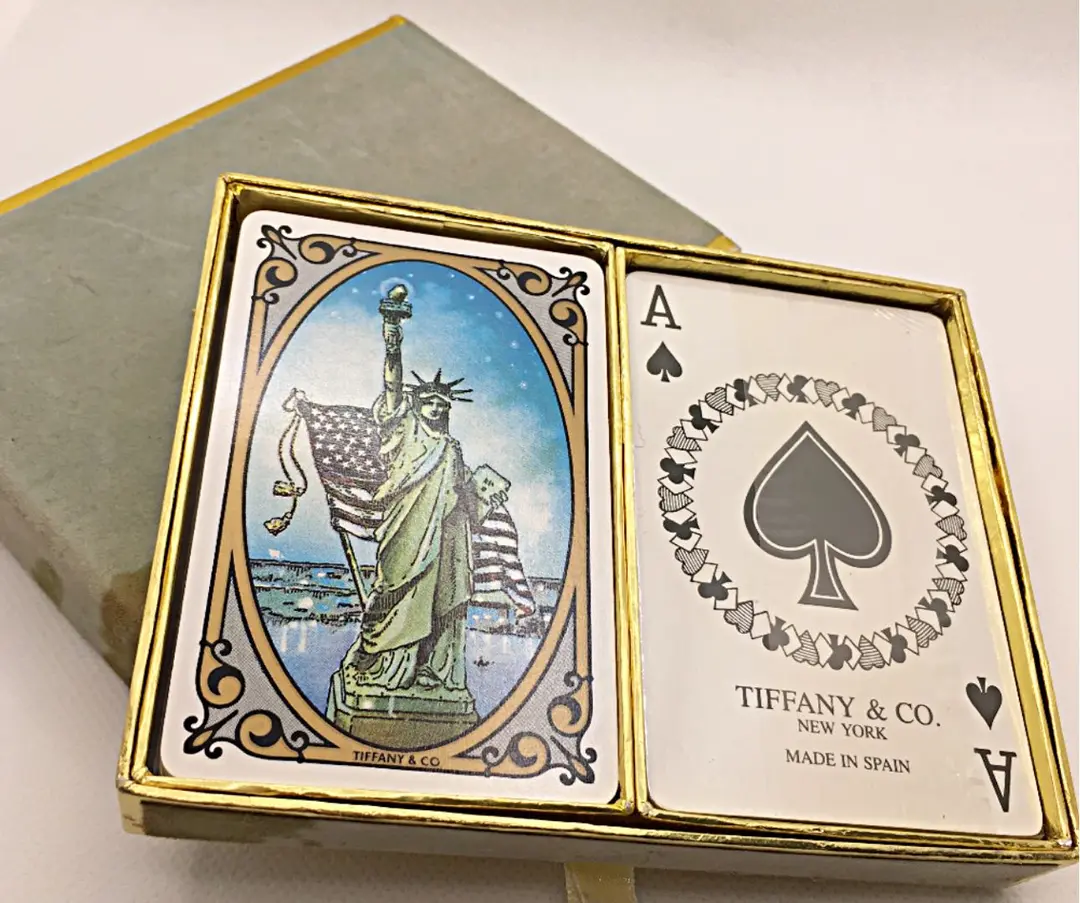 TIFFANY & CO
A
TIFFANY & CO.
NEW YORK
MADE IN SPAIN
A